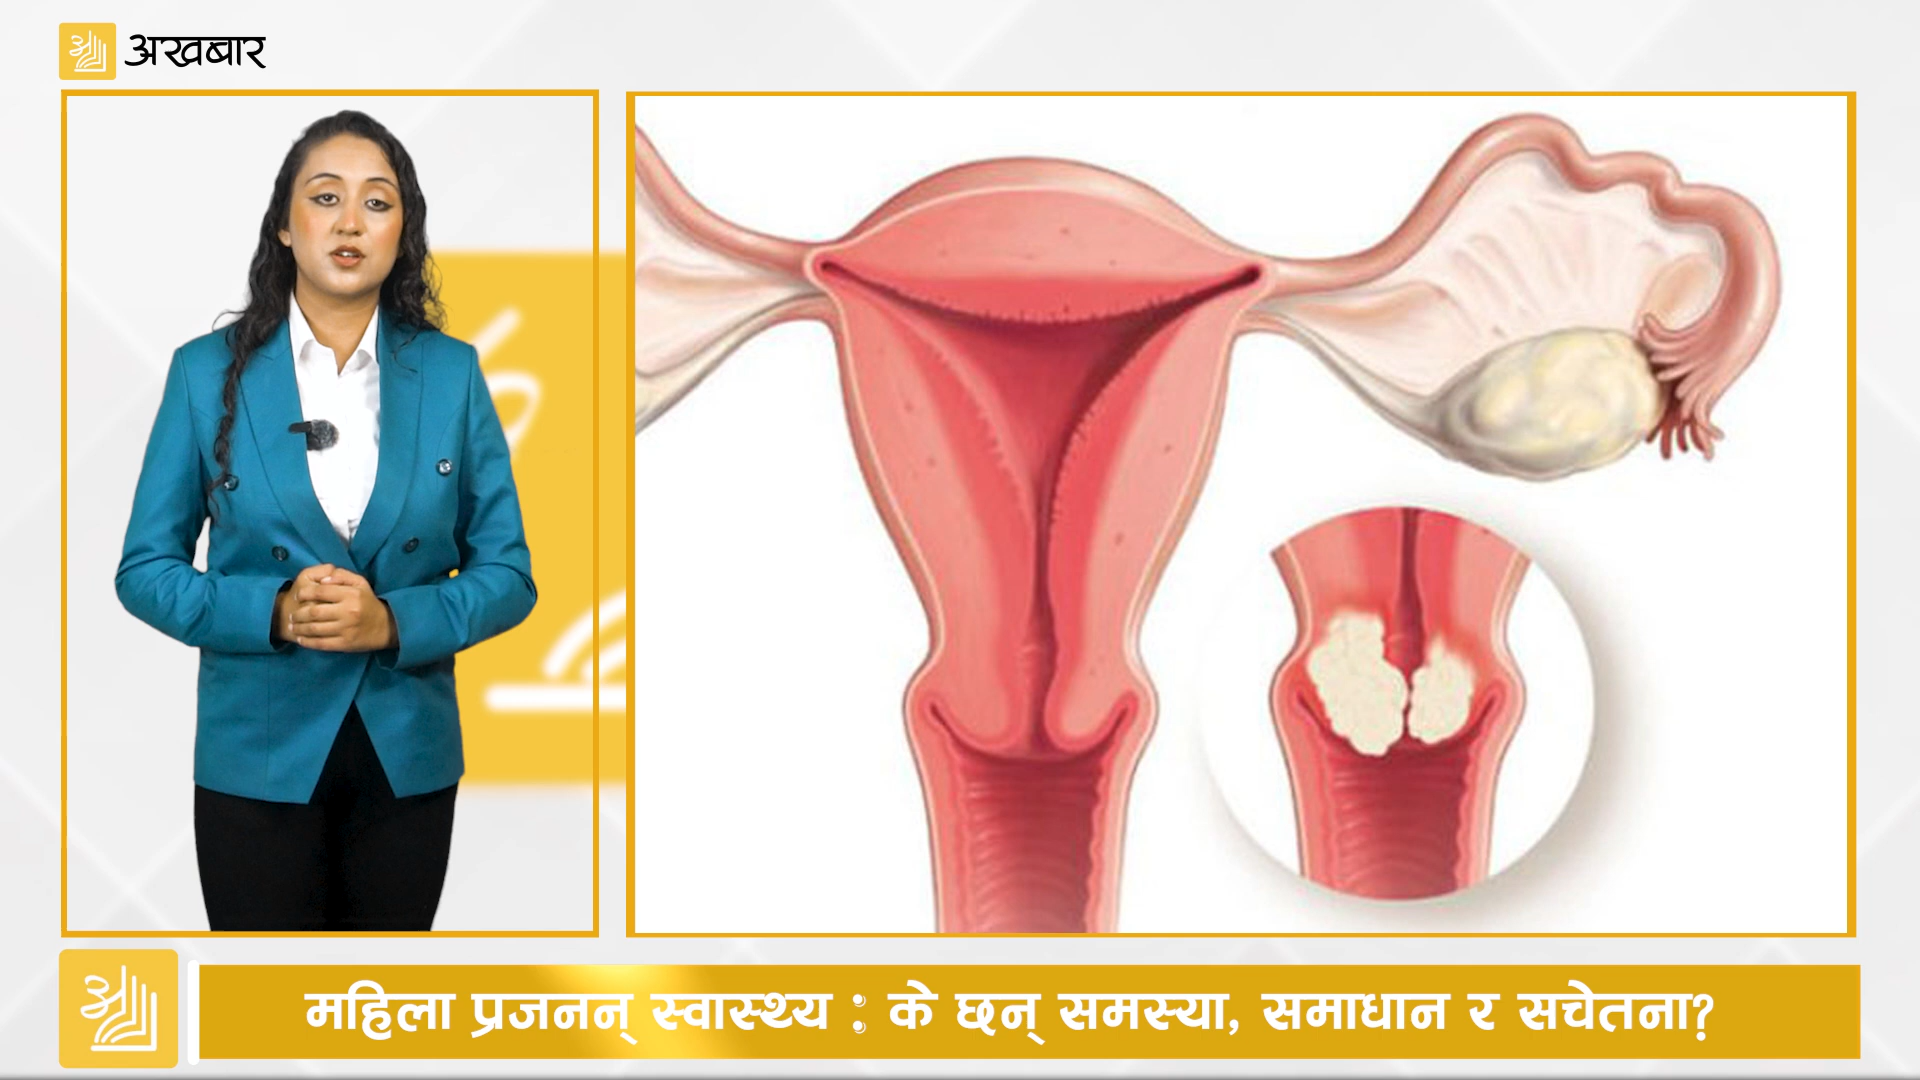 अखबार
महिला प्रजनन् स्वास्थ्य : के छन् समस्या, समाधान र सचेतना?